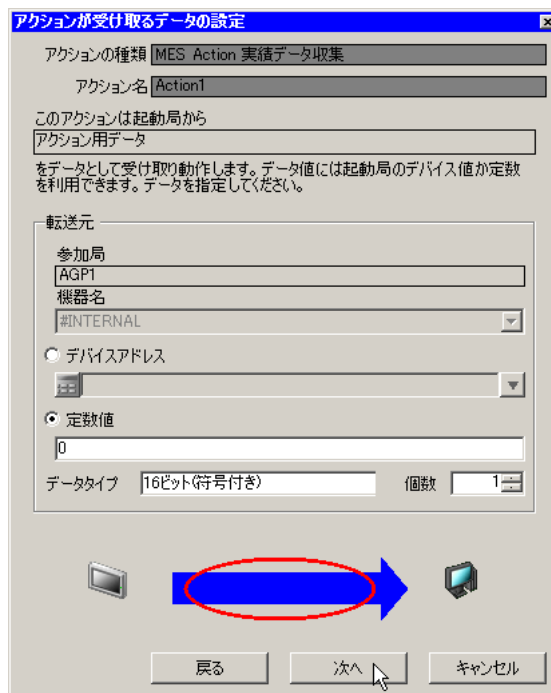 アクションが受け取るデータの設定
アクションの種類 MES Action 実績データ収集
アクション名 Action1
このアクションは起動局から
アクション用データ
をデータとして受け取り動作します。データ値には起動局のデバイス値か定数
を利用できます。データを指定してください。
転送元
参加局
AGP1
機器名
#INTERNAL
デバイスアドレス
定数値
0
データタイプ 16ビット(符号付き) 個数 1
戻る 次へ キャンセル